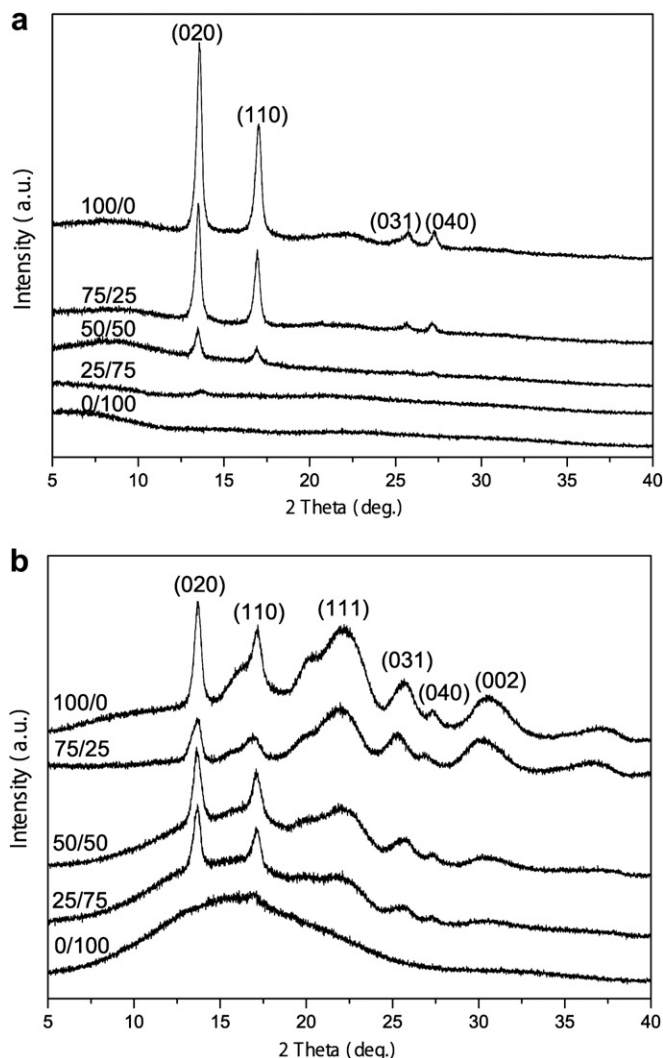 a
(020)
(110)
(031) (040)
100/0
75/25
50/50
25/75
0/100
Intensity ( a.u.)
5 10 15 20 25 30 35 40
2 Theta (deg.)
b
(020)
(110)
(111)
(031)
(040)
(002)
100/0
75/25
50/50
25/75
0/100
Intensity ( a.u.)
5 10 15 20 25 30 35 40
2 Theta (deg.)